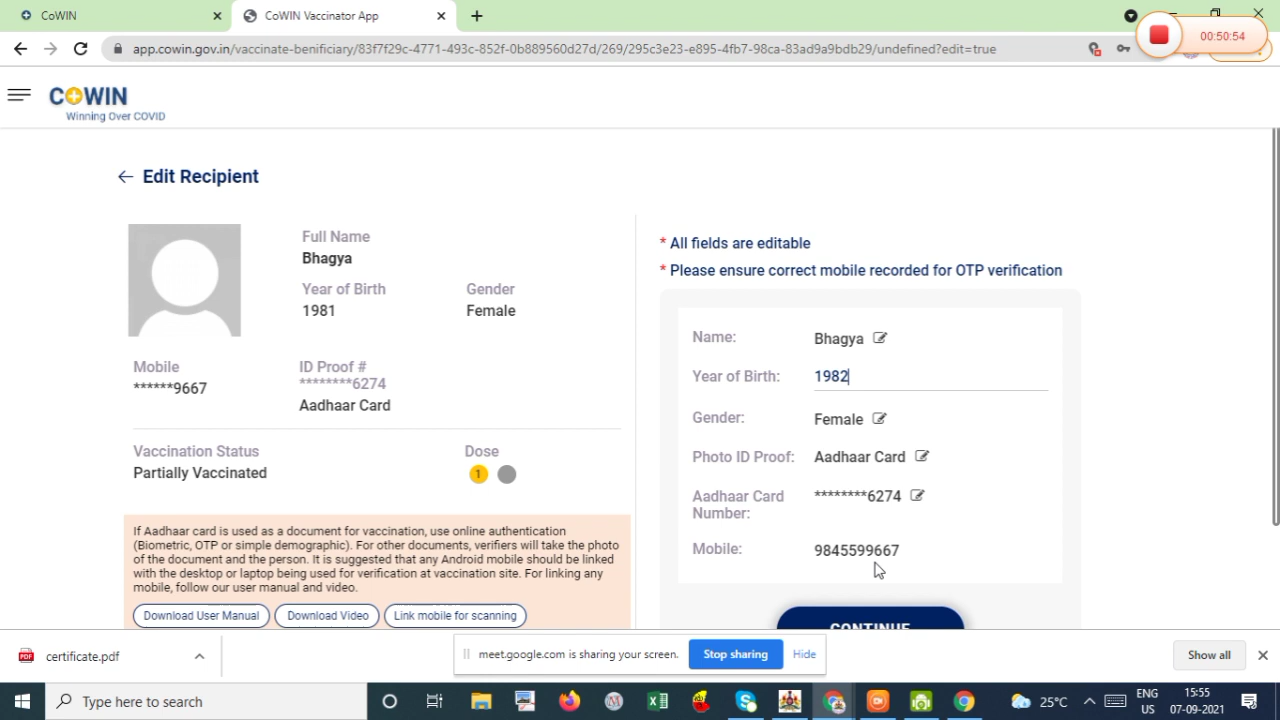 CoWIN
CoWIN Vaccinator App
00:50:54
app.cowin.gov.in/vaccinate-benificiary/83f7f29c-4771-493c-852f-0b889560d27d/269/295c3e23-e895-4fb7-98ca-83ad9a9bdb29/undefined?edit=true
COWIN
Winning Over COVID
Edit Recipient
Full Name
Bhagya
Year of Birth
Gender
1981
Female
Mobile
******9667
ID Proof #
********6274
Aadhaar Card
Vaccination Status
Dose
Partially Vaccinated
1
If Aadhaar card is used as a document for vaccination, use online authentication
(Biometric, OTP or simple demographic). For other documents, verifiers will take the photo
of the document and the person. It is suggested that any Android mobile should be linked
with the desktop or laptop being used for verification at vaccination site. For linking any
mobile, follow our user manual and video.
Download User Manual
Download Video
Link mobile for scanning
* All fields are editable
* Please ensure correct mobile recorded for OTP verification
Name: Bhagya
Year of Birth: 1982
Gender: Female
Photo ID Proof: Aadhaar Card
Aadhaar Card ********6274
Number:
Mobile: 9845599667
CONTINUE
certificate.pdf
meet.google.com is sharing your screen.
Stop sharing
Hide
Show all
Type here to search
25°C
ENG
US
15:55
07-09-2021